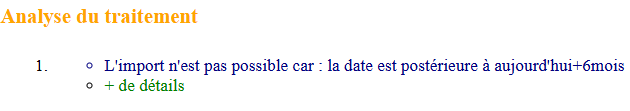 Analyse du traitement
1. ◦ L'import n'est pas possible car : la date est postérieure à aujourd'hui+6mois
◦ + de détails